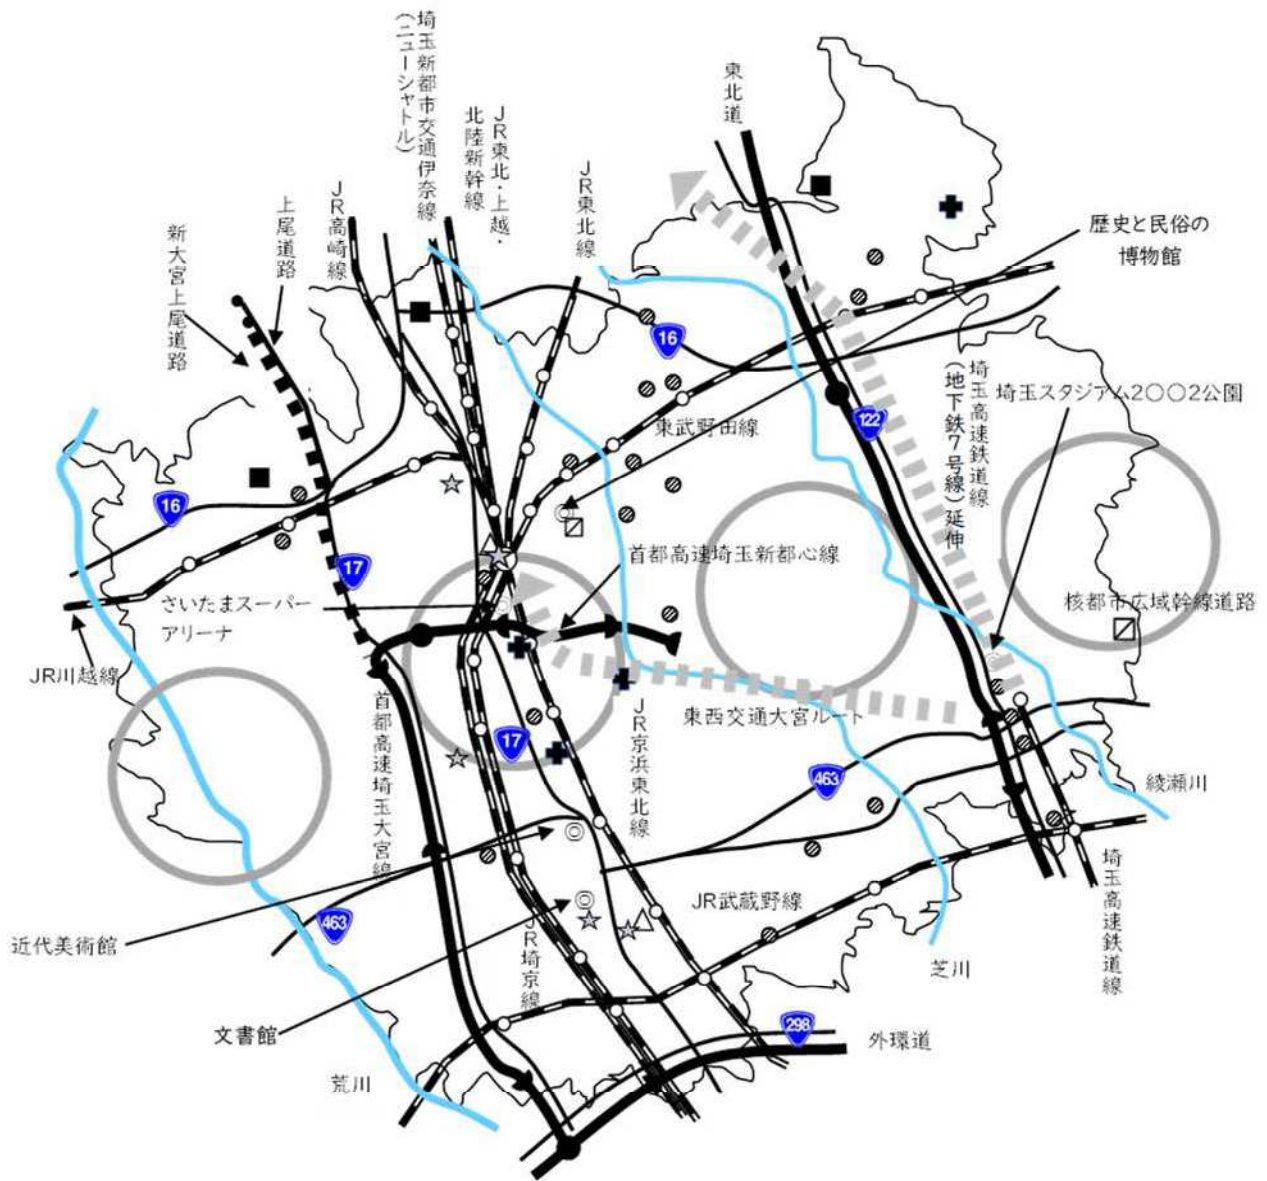 埼玉新都市交通伊奈線
(ニューシャトル)
JR東北・上越・
北陸新幹線
東北道
JR東北線
JR高崎線
上尾道路
新大宮上尾道路
歴史と民俗の
博物館
16
東武野田線
122
埼玉高速鉄道線
(地下鉄7号線)延伸
埼玉スタジアム2○○2公園
16
17
首都高速埼玉新都心線
さいたまスーパー
アリーナ
核都市広域幹線道路
JR川越線
首都高速埼玉大宮線
17
JR京浜東北線
東西交通大宮ルート
463
綾瀬川
埼玉高速鉄道線
JR武蔵野線
463
近代美術館
JR埼京線
芝川
文書館
298
外環道
荒川